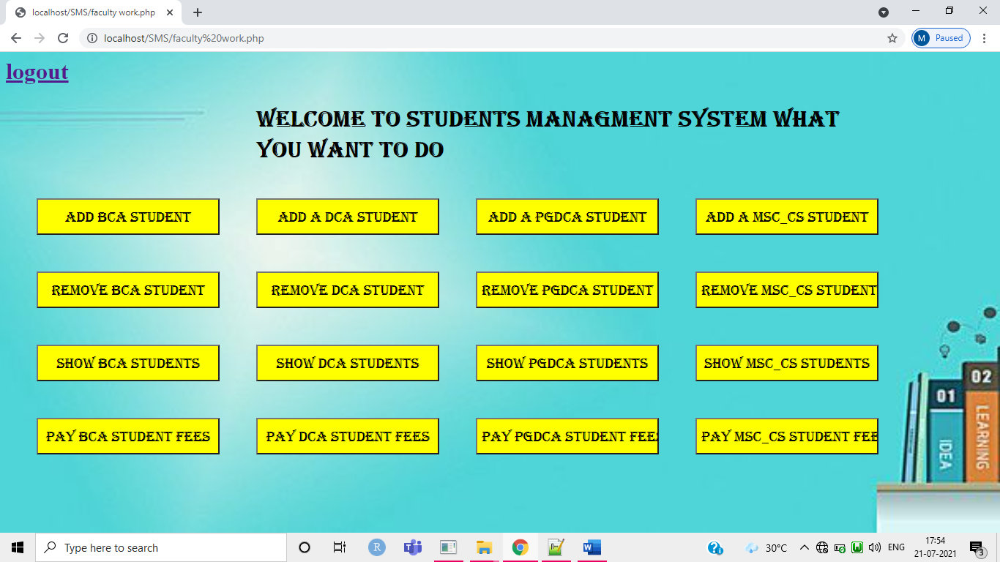 localhost/SMS/faculty work.php
localhost/SMS/faculty%20work.php
M Paused
logout
WELCOME TO STUDENTS MANAGMENT SYSTEM WHAT
YOU WANT TO DO
ADD BCA STUDENT ADD A DCA STUDENT ADD A PGDCA STUDENT ADD A MSC_CS STUDENT
REMOVE BCA STUDENT REMOVE DCA STUDENT REMOVE PGDCA STUDENT REMOVE MSC_CS STUDENT
SHOW BCA STUDENTS SHOW DCA STUDENTS SHOW PGDCA STUDENTS SHOW MSC_CS STUDENTS
PAY BCA STUDENT FEES PAY DCA STUDENT FEES PAY PGDCA STUDENT FEES PAY MSC_CS STUDENT FEE
01 IDEA
02 LEARNING
Type here to search
R
30°C
ENG
17:54
21-07-2021
3